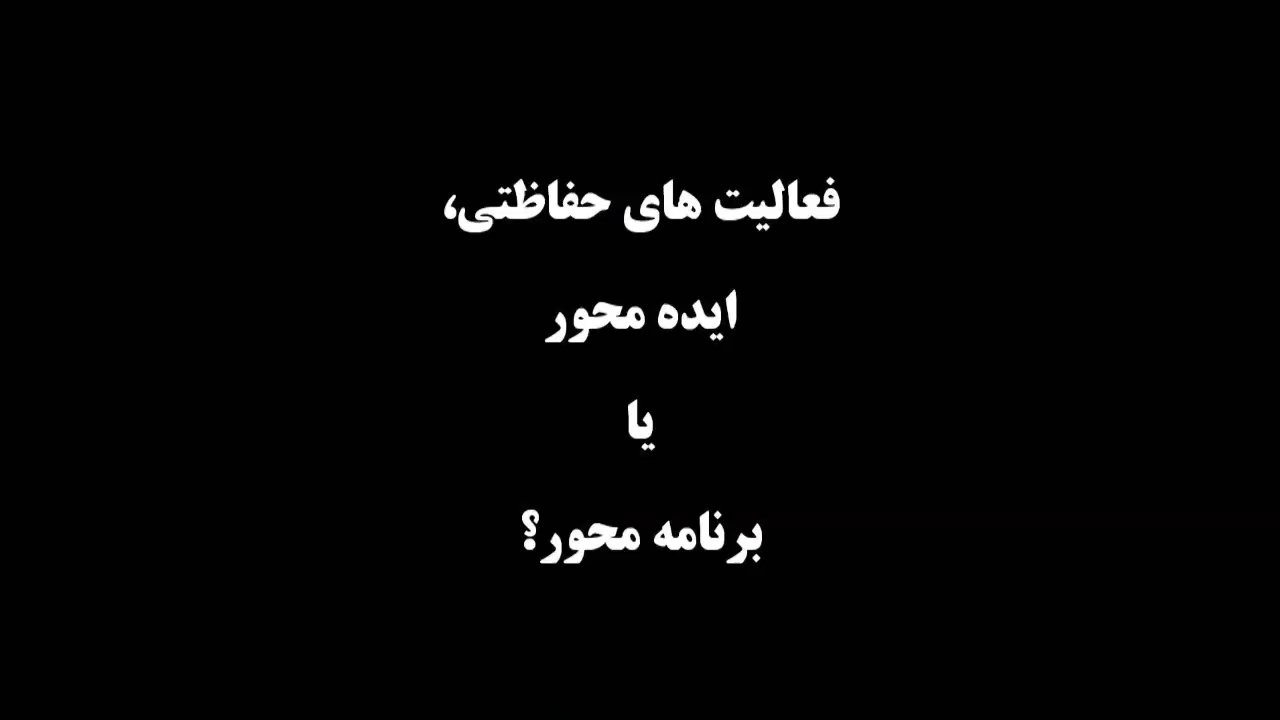 فعالیت های حفاظتی،
ایده محور
یا
برنامه محور؟